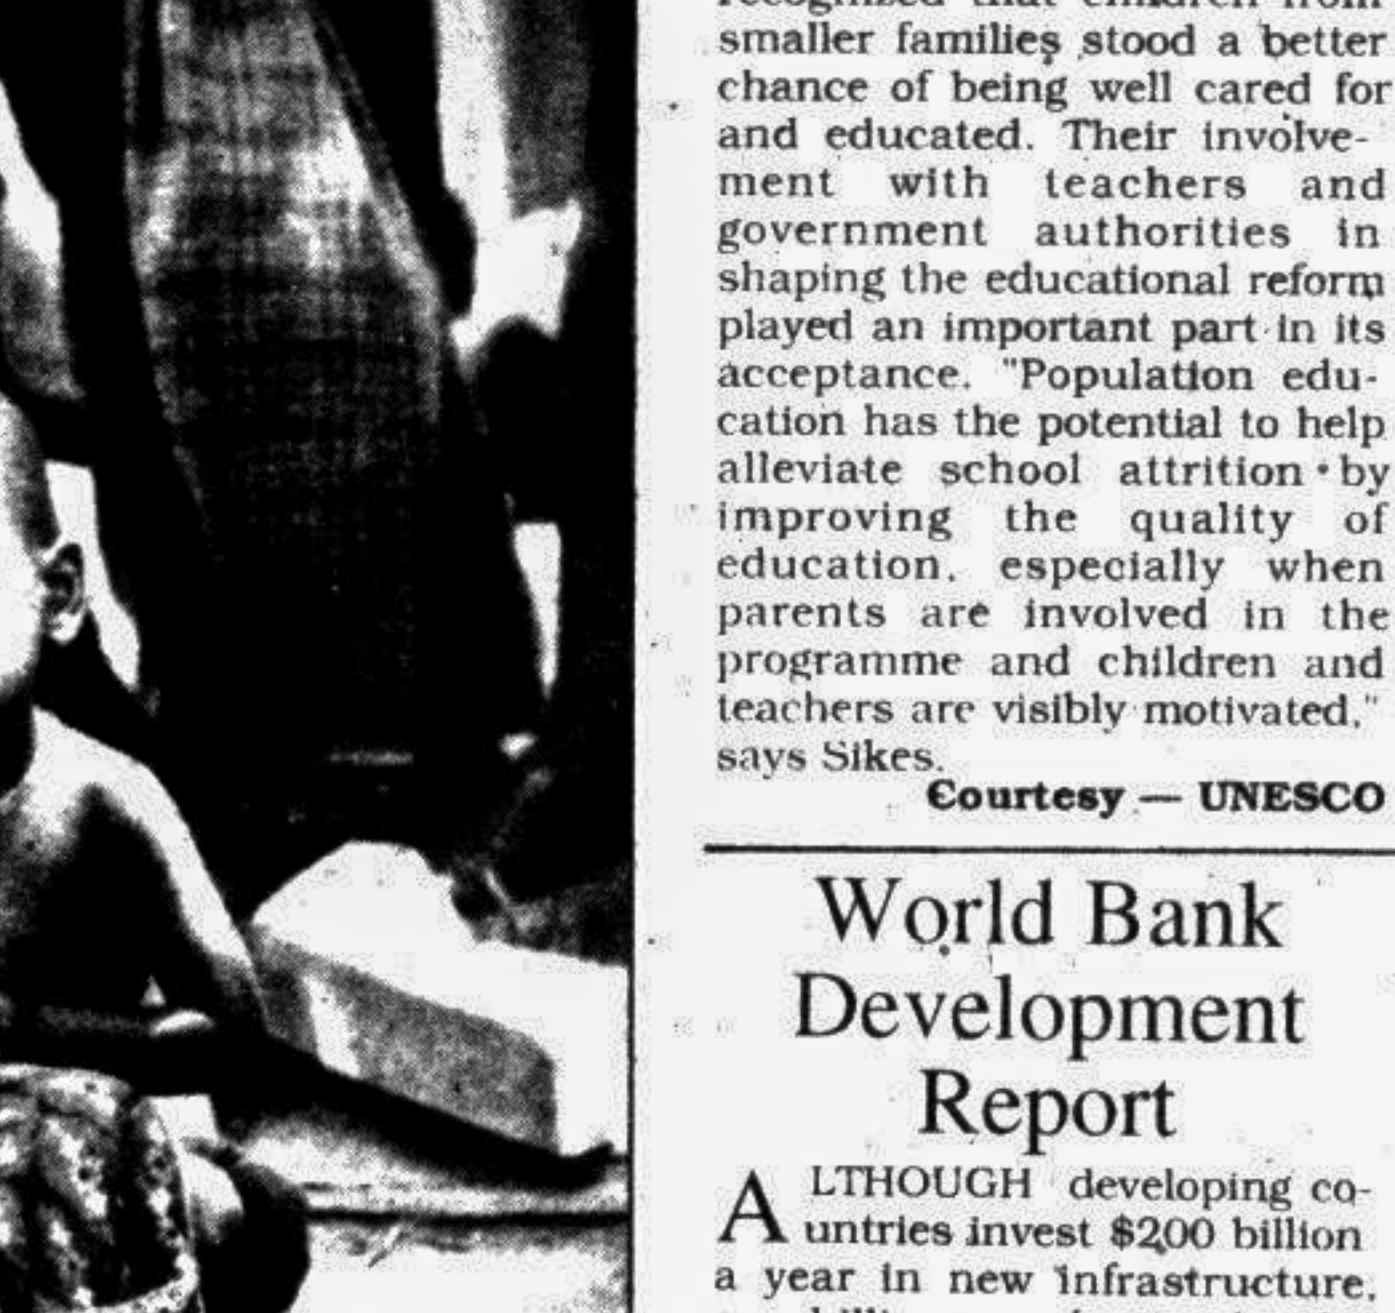 recognized that children from
smaller families stood a better
chance of being well cared for
and educated. Their involve-
ment with teachers and
government authorities in
shaping the educational reform
played an important part in its
acceptance. "Population edu-
cation has the potential to help
alleviate school attrition by
improving the quality of
education, especially when
parents are involved in the
programme and children and
teachers are visibly motivated,"
says Sikes.
Courtesy — UNESCO
World Bank
Development
Report
ALTHOUGH developing co-
untries invest $200 billion
a year in new infrastructure,